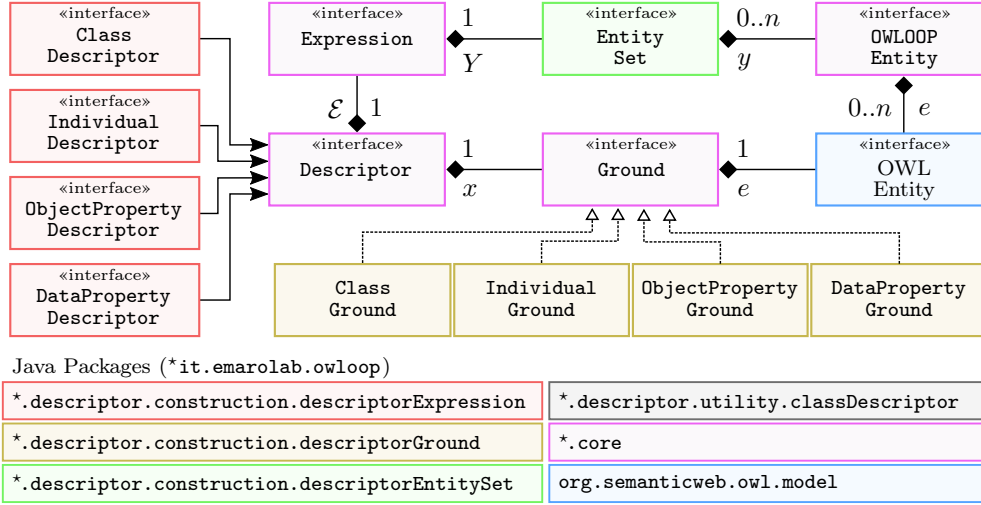 «interface»
Class
Descriptor
«interface»
Individual
Descriptor
«interface»
ObjectProperty
Descriptor
«interface»
DataProperty
Descriptor
«interface»
Expression
1
Y
«interface»
Entity
Set
0..n
y
«interface»
OWLOOP
Entity
ℰ 1
0..n e
«interface»
Descriptor
1
x
«interface»
Ground
1
e
«interface»
OWL
Entity
Class
Ground
Individual
Ground
ObjectProperty
Ground
DataProperty
Ground
Java Packages (*it.emarolab.owloop)
*.descriptor.construction.descriptorExpression
*.descriptor.utility.classDescriptor
*.descriptor.construction.descriptorGround
*.core
*.descriptor.construction.descriptorEntitySet
org.semanticweb.owl.model